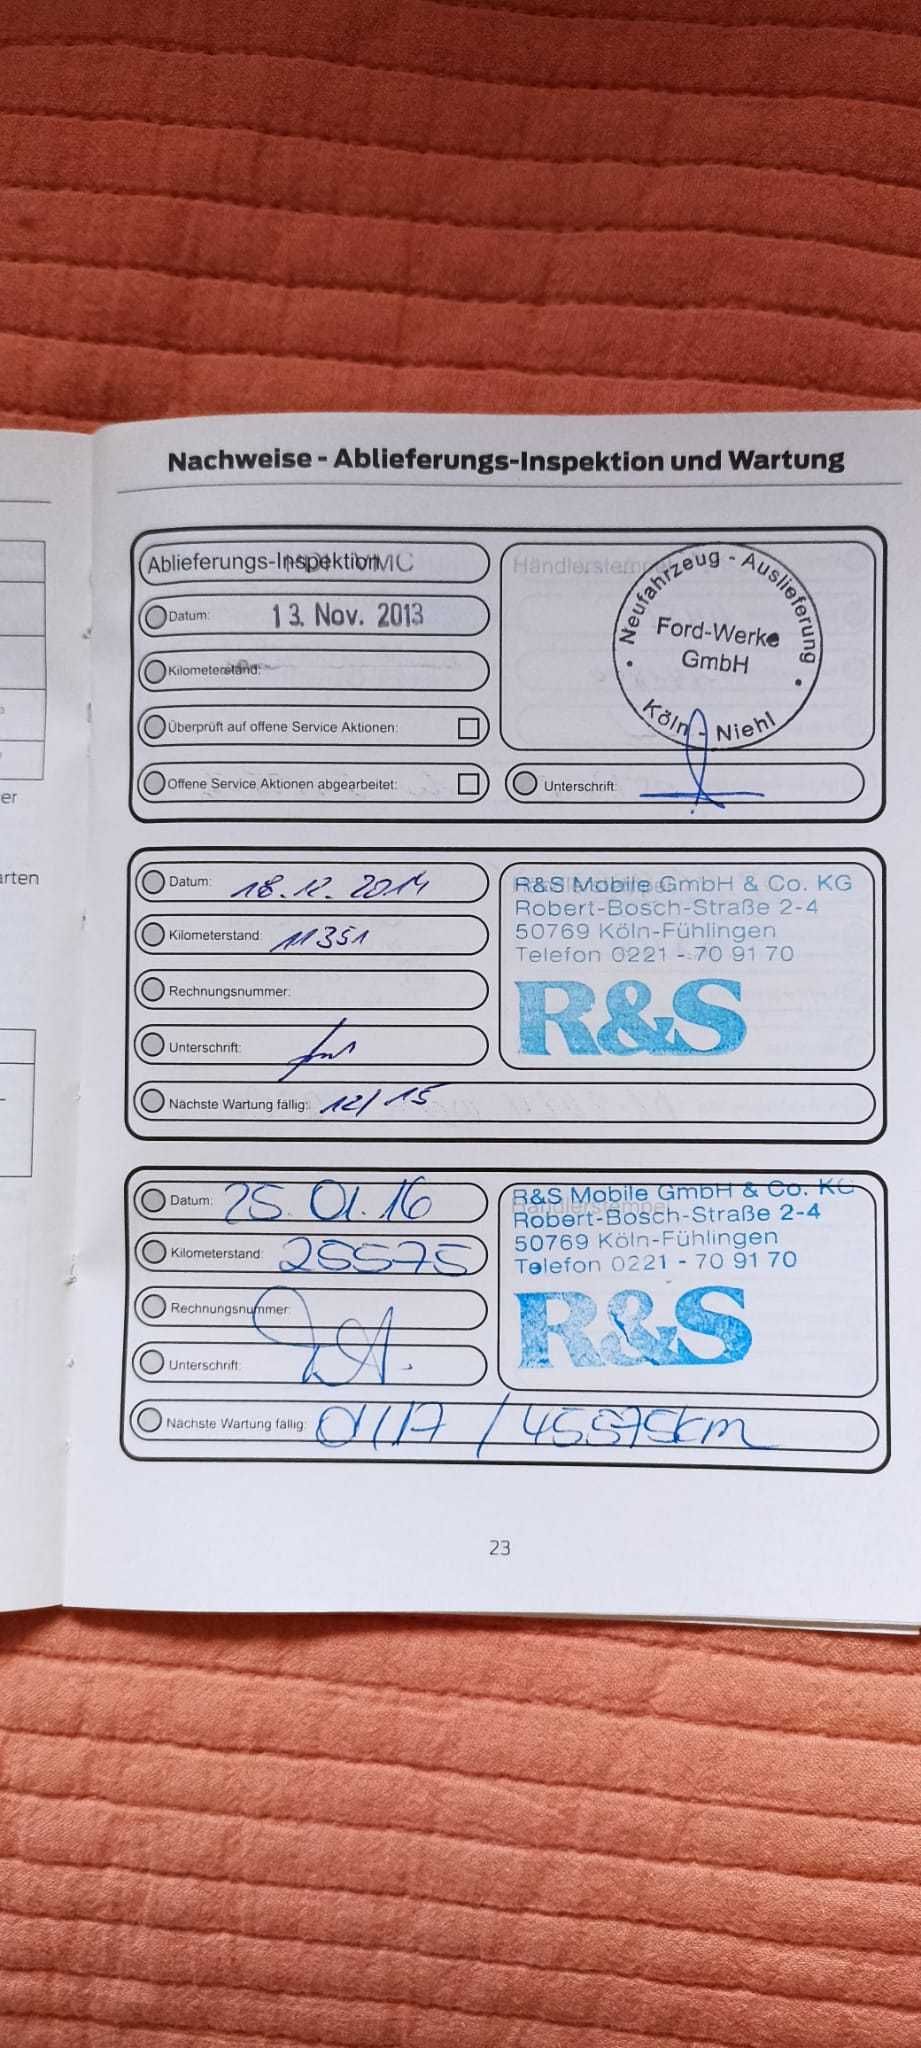 er
arten
Nachweise - Ablieferungs-Inspektion und Wartung
Ablieferungs-Inspektion
Händlerstempel
Datum: 13. Nov. 2013
Neufahrzeug - Auslieferung
Ford-Werke
GmbH
Köln - Niehl
Kilometerstand:
Überprüft auf offene Service Aktionen:
Offene Service Aktionen abgearbeitet:
Unterschrift:
Datum: 18.12.2014
R&S Mobile GmbH & Co. KG
Robert-Bosch-Straße 2-4
50769 Köln-Fühlingen
Telefon 0221 - 70 91 70
R&S
Kilometerstand: 11351
Rechnungsnummer:
Unterschrift:
Nächste Wartung fällig: 12/15
Datum: 25.01.16
R&S Mobile GmbH & Co. KG
Robert-Bosch-Straße 2-4
50769 Köln-Fühlingen
Telefon 0221 - 70 91 70
R&S
Kilometerstand: 25575
Rechnungsnummer:
Unterschrift:
Nächste Wartung fällig: 01/17 / 45575km
23